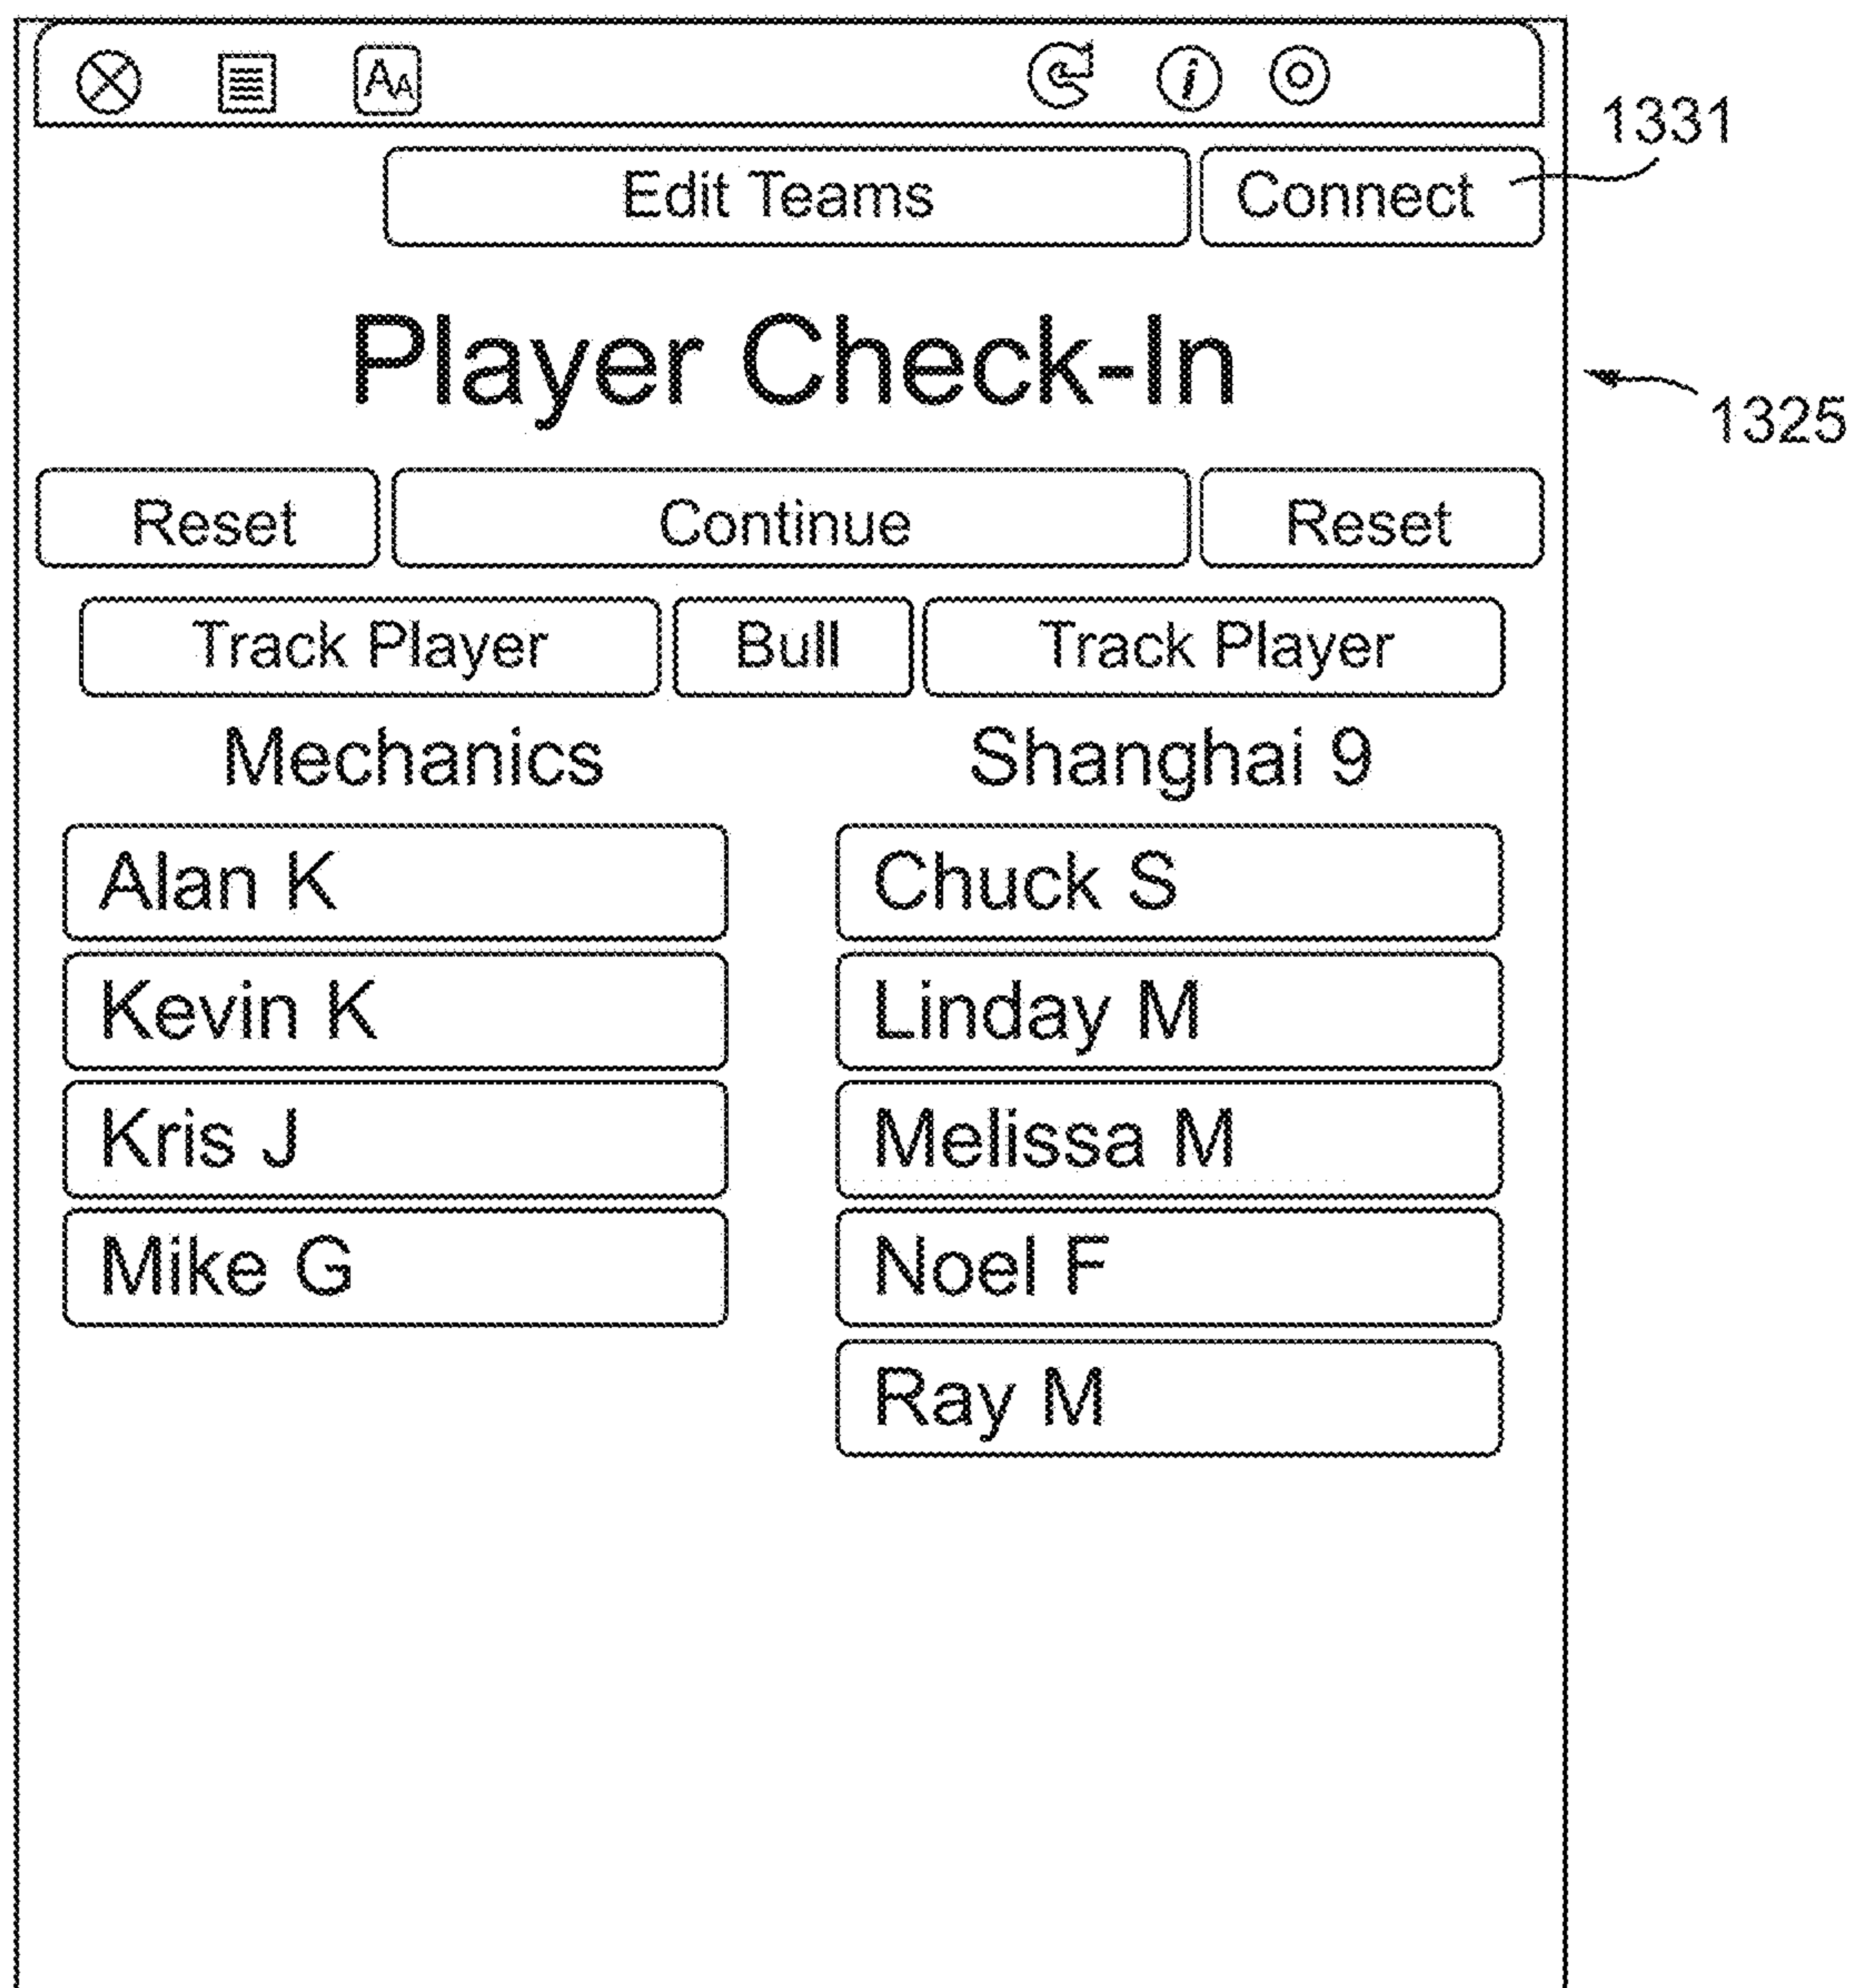 AA i
1331
Edit Teams Connect
Player Check-In
1325
Reset Continue Reset
Track Player Bull Track Player
Mechanics Shanghai 9
Alan K Chuck S
Kevin K Linday M
Kris J Melissa M
Mike G Noel F
Ray M